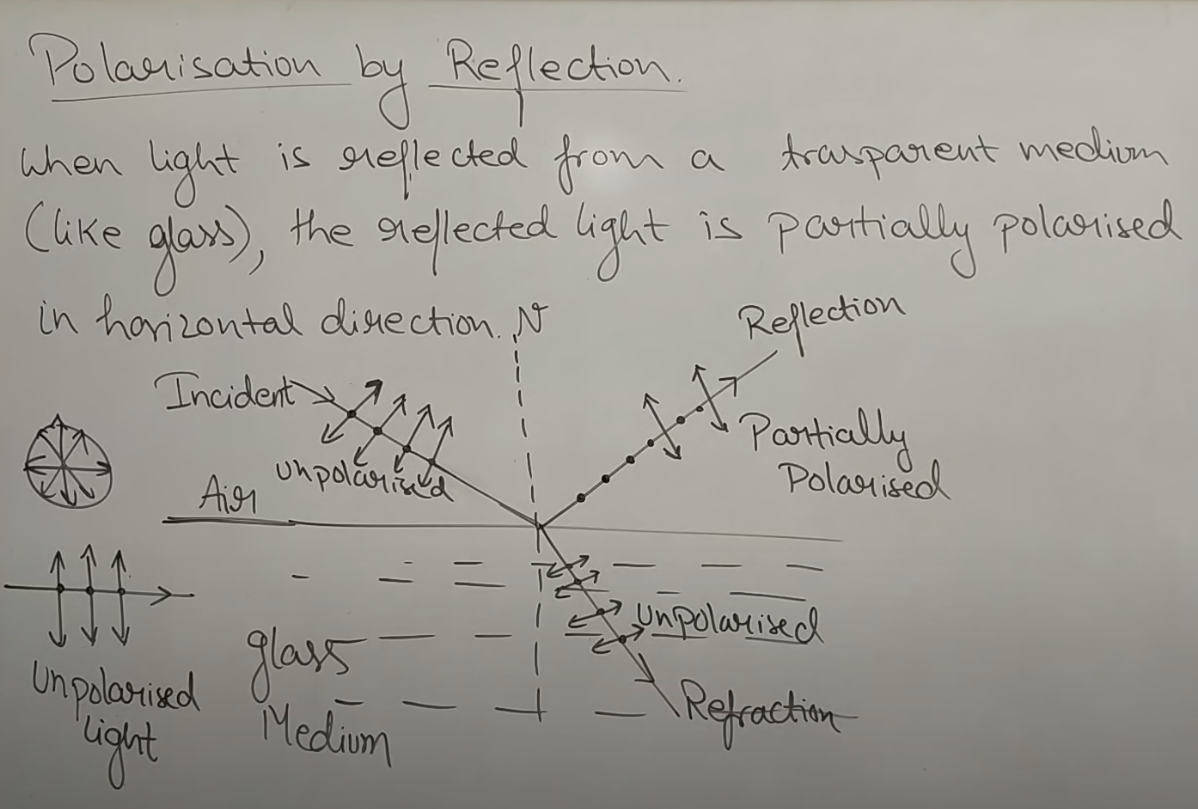 Polarisation by Reflection.
When light is reflected from a trasparent medium
(like glass), the reflected light is partially polarised
in horizontal direction.
N
Reflection
Incident
Partially
Polarised
unpolarised
Air
unpolarised
glass
Unpolarised
light
Medium
Refraction